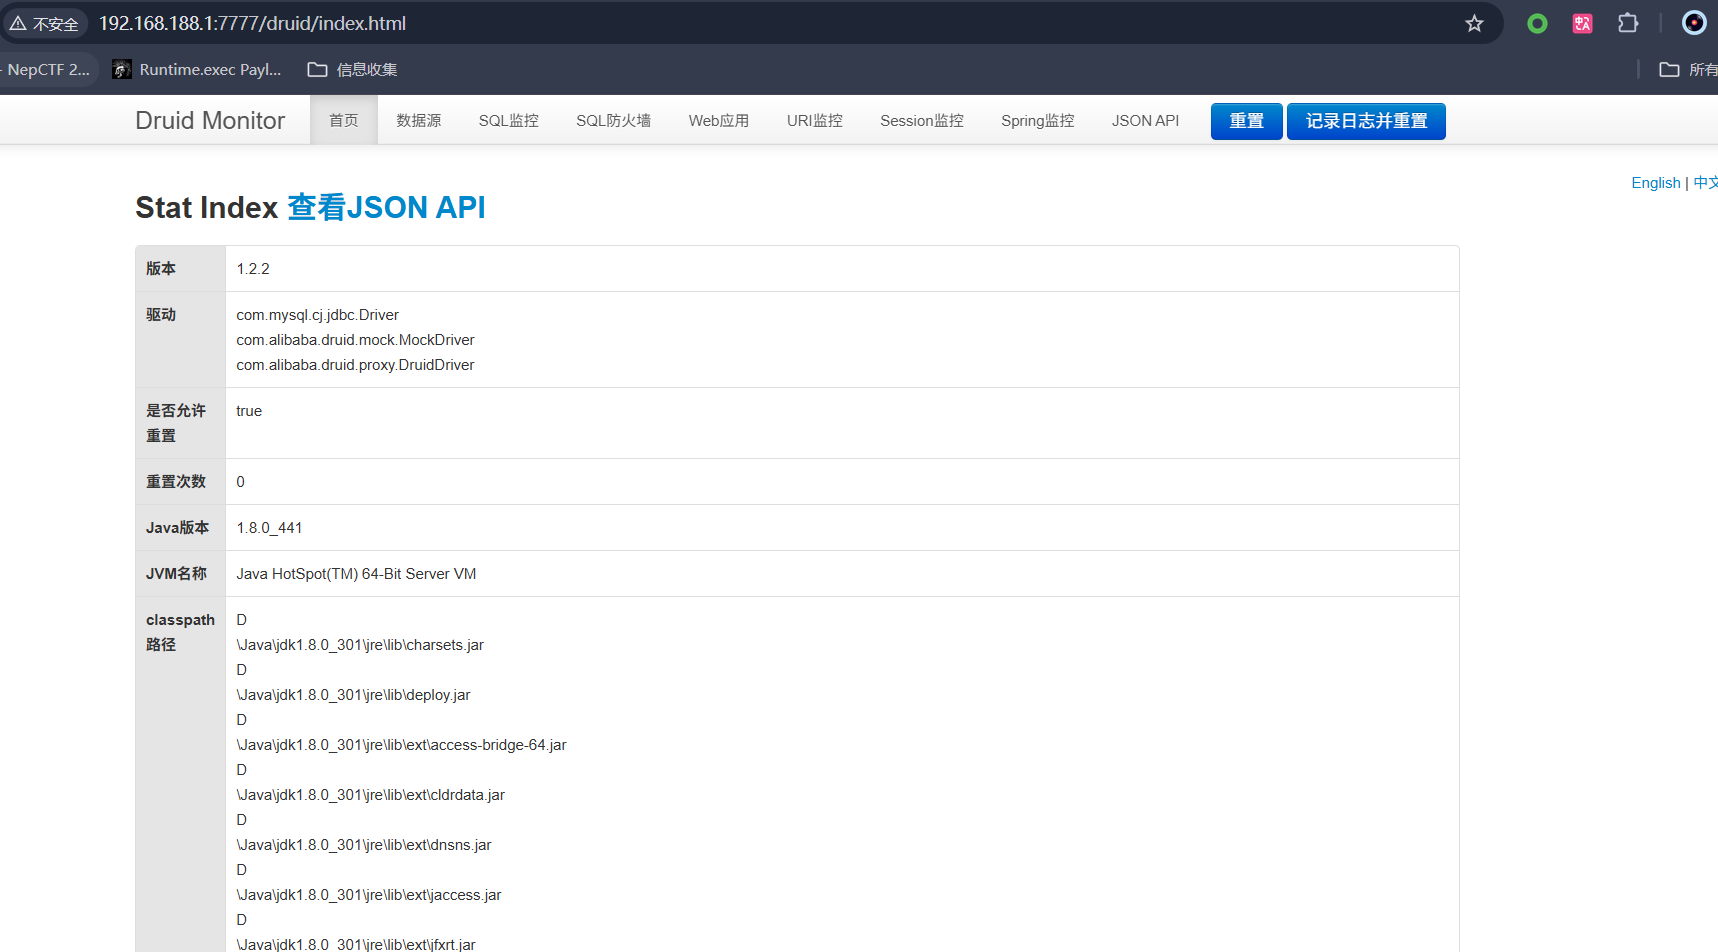 不安全 192.168.188.1:7777/druid/index.html
- NepCTF 2... Runtime.exec Payl... 信息收集 所有
Druid Monitor 首页 数据源 SQL监控 SQL防火墙 Web应用 URI监控 Session监控 Spring监控 JSON API 重置 记录日志并重置
English | 中文
Stat Index 查看JSON API
版本 1.2.2
驱动 com.mysql.cj.jdbc.Driver
com.alibaba.druid.mock.MockDriver
com.alibaba.druid.proxy.DruidDriver
是否允许重置 true
重置次数 0
Java版本 1.8.0_441
JVM名称 Java HotSpot(TM) 64-Bit Server VM
classpath路径 D
\Java\jdk1.8.0_301\jre\lib\charsets.jar
D
\Java\jdk1.8.0_301\jre\lib\deploy.jar
D
\Java\jdk1.8.0_301\jre\lib\ext\access-bridge-64.jar
D
\Java\jdk1.8.0_301\jre\lib\ext\cldrdata.jar
D
\Java\jdk1.8.0_301\jre\lib\ext\dnsns.jar
D
\Java\jdk1.8.0_301\jre\lib\ext\jaccess.jar
D
\Java\jdk1.8.0_301\jre\lib\ext\jfxrt.jar